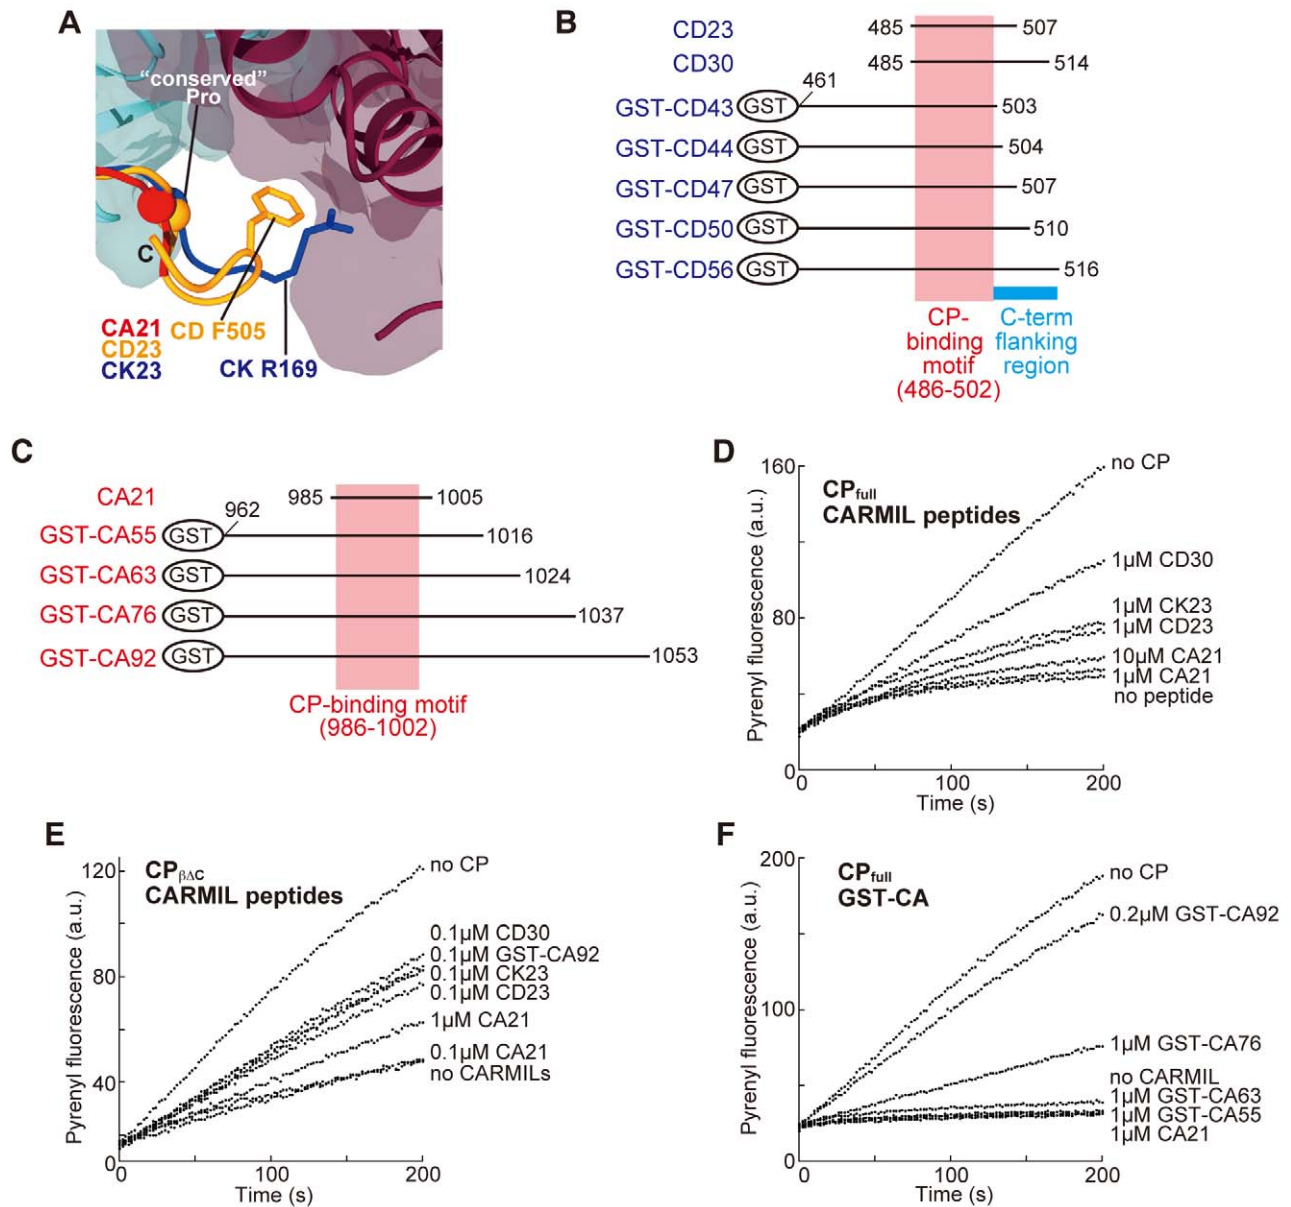 A
"conserved"
Pro
C
CA21
CD23
CK23
CD F505
CK R169
B
CD23 485 507
CD30 485 514
461
GST-CD43 GST 503
GST-CD44 GST 504
GST-CD47 GST 507
GST-CD50 GST 510
GST-CD56 GST 516
CP-
binding
motif
(486-502)
C-term
flanking
region
C
CA21 985 1005
962
GST-CA55 GST 1016
GST-CA63 GST 1024
GST-CA76 GST 1037
GST-CA92 GST 1053
CP-binding motif
(986-1002)
D
CPfull
CARMIL peptides
Pyrenyl fluorescence (a.u.)
160
80
0
0 100 200
Time (s)
no CP
1μM CD30
1μM CK23
1μM CD23
10μM CA21
1μM CA21
no peptide
E
CPβΔC
CARMIL peptides
Pyrenyl fluorescence (a.u.)
120
80
40
0
0 100 200
Time (s)
no CP
0.1μM CD30
0.1μM GST-CA92
0.1μM CK23
0.1μM CD23
1μM CA21
0.1μM CA21
no CARMILs
F
CPfull
GST-CA
Pyrenyl fluorescence (a.u.)
200
100
0
0 100 200
Time (s)
no CP
0.2μM GST-CA92
1μM GST-CA76
no CARMIL
1μM GST-CA63
1μM GST-CA55
1μM CA21